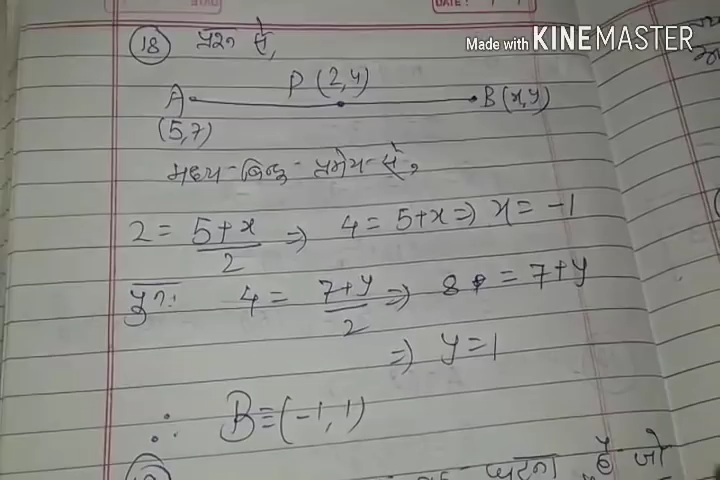 DATE :
Made with KINEMASTER
(18) प्रश्न से,
P (2,4)
A B (x,y)
(5,7)
मध्य-बिन्दु-प्रमेय-से,
2 = 5+x/2 => 4 = 5+x => x = -1
पुनः 4 = 7+y/2 => 8 = 7+y
=> y = 1
∴ B ≡ (-1, 1)
है जो